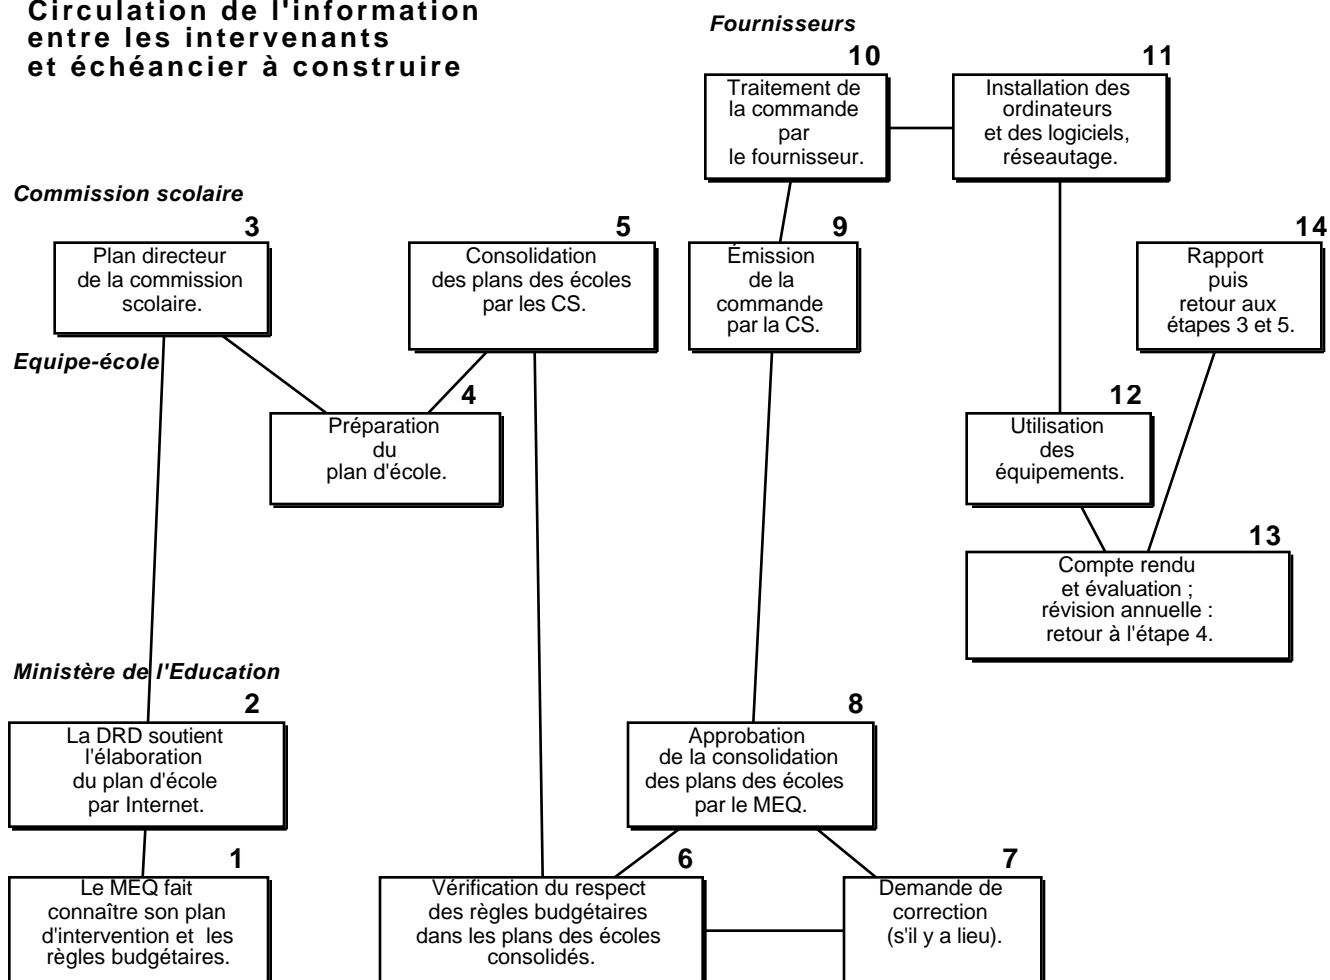 Circulation de l'information
entre les intervenants
et échéancier à construire
Fournisseurs
10
Traitement de
la commande
par
le fournisseur.
11
Installation des
ordinateurs
et des logiciels,
réseautage.
Commission scolaire
3
Plan directeur
de la commission
scolaire.
5
Consolidation
des plans des écoles
par les CS.
9
Émission
de la
commande
par la CS.
14
Rapport
puis
retour aux
étapes 3 et 5.
Equipe-école
4
Préparation
du
plan d'école.
12
Utilisation
des
équipements.
13
Compte rendu
et évaluation ;
révision annuelle :
retour à l'étape 4.
Ministère de l'Education
2
La DRD soutient
l'élaboration
du plan d'école
par Internet.
8
Approbation
de la consolidation
des plans des écoles
par le MEQ.
1
Le MEQ fait
connaître son plan
d'intervention et les
règles budgétaires.
6
Vérification du respect
des règles budgétaires
dans les plans des écoles
consolidés.
7
Demande de
correction
(s'il y a lieu).